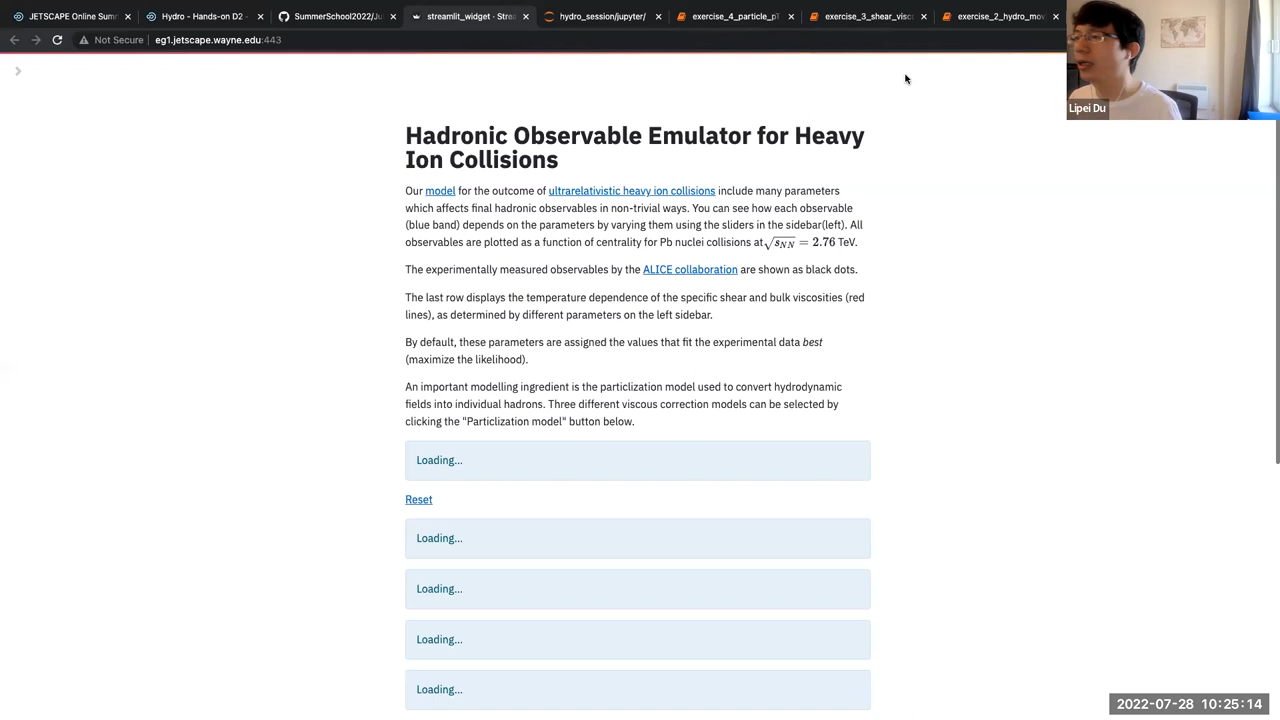 JETSCAPE Online Summ
Hydro - Hands-on D2 -
SummerSchool2022/Ju
streamlit_widget · Strea
hydro_session/jupyter/
exercise_4_particle_pT
exercise_3_shear_visco
exercise_2_hydro_mov
Not Secure
eg1.jetscape.wayne.edu:443
Lipei Du
Hadronic Observable Emulator for Heavy
Ion Collisions
Our model for the outcome of ultrarelativistic heavy ion collisions include many parameters
which affects final hadronic observables in non-trivial ways. You can see how each observable
(blue band) depends on the parameters by varying them using the sliders in the sidebar(left). All
observables are plotted as a function of centrality for Pb nuclei collisions at √sNN = 2.76 TeV.
The experimentally measured observables by the ALICE collaboration are shown as black dots.
The last row displays the temperature dependence of the specific shear and bulk viscosities (red
lines), as determined by different parameters on the left sidebar.
By default, these parameters are assigned the values that fit the experimental data best
(maximize the likelihood).
An important modelling ingredient is the particlization model used to convert hydrodynamic
fields into individual hadrons. Three different viscous correction models can be selected by
clicking the "Particlization model" button below.
Loading...
Reset
Loading...
Loading...
Loading...
Loading...
2022-07-28 10:25:14